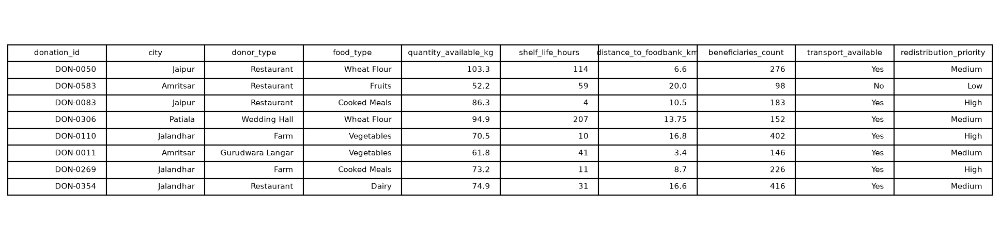 donation_id city donor_type food_type quantity_available_kg shelf_life_hours distance_to_foodbank_km beneficiaries_count transport_available redistribution_priority
DON-0050 Jaipur Restaurant Wheat Flour 103.3 114 6.6 276 Yes Medium
DON-0583 Amritsar Restaurant Fruits 52.2 59 20.0 98 No Low
DON-0083 Jaipur Restaurant Cooked Meals 86.3 4 10.5 183 Yes High
DON-0306 Patiala Wedding Hall Wheat Flour 94.9 207 13.75 152 Yes Medium
DON-0110 Jalandhar Farm Vegetables 70.5 10 16.8 402 Yes High
DON-0011 Amritsar Gurudwara Langar Vegetables 61.8 41 3.4 146 Yes Medium
DON-0269 Jalandhar Farm Cooked Meals 73.2 11 8.7 226 Yes High
DON-0354 Jalandhar Restaurant Dairy 74.9 31 16.6 416 Yes Medium